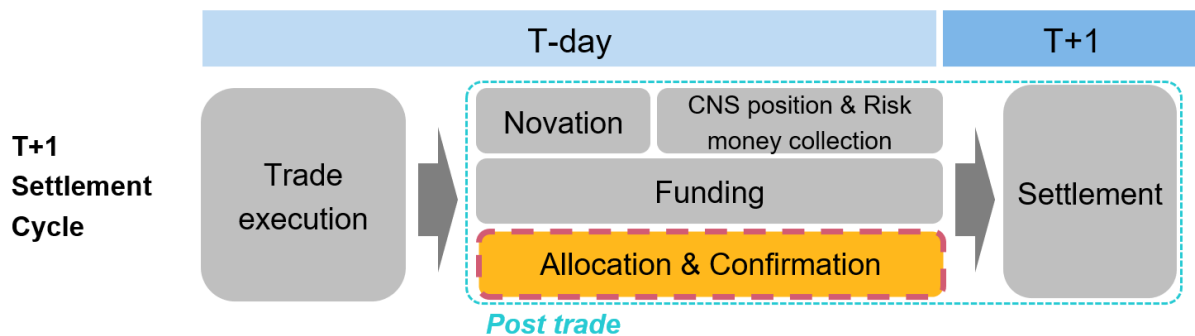 T-day
T+1
T+1
Settlement
Cycle
Trade
execution
Novation
CNS position & Risk
money collection
Funding
Allocation & Confirmation
Settlement
Post trade